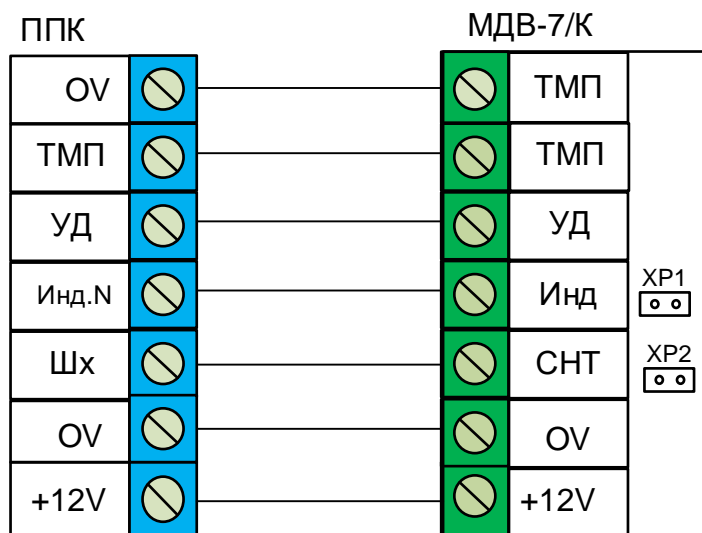 ППК МДВ-7/К
OV ТМП
ТМП ТМП
УД УД
Инд.N Инд
XP1
Шх СНТ
XP2
OV OV
+12V +12V